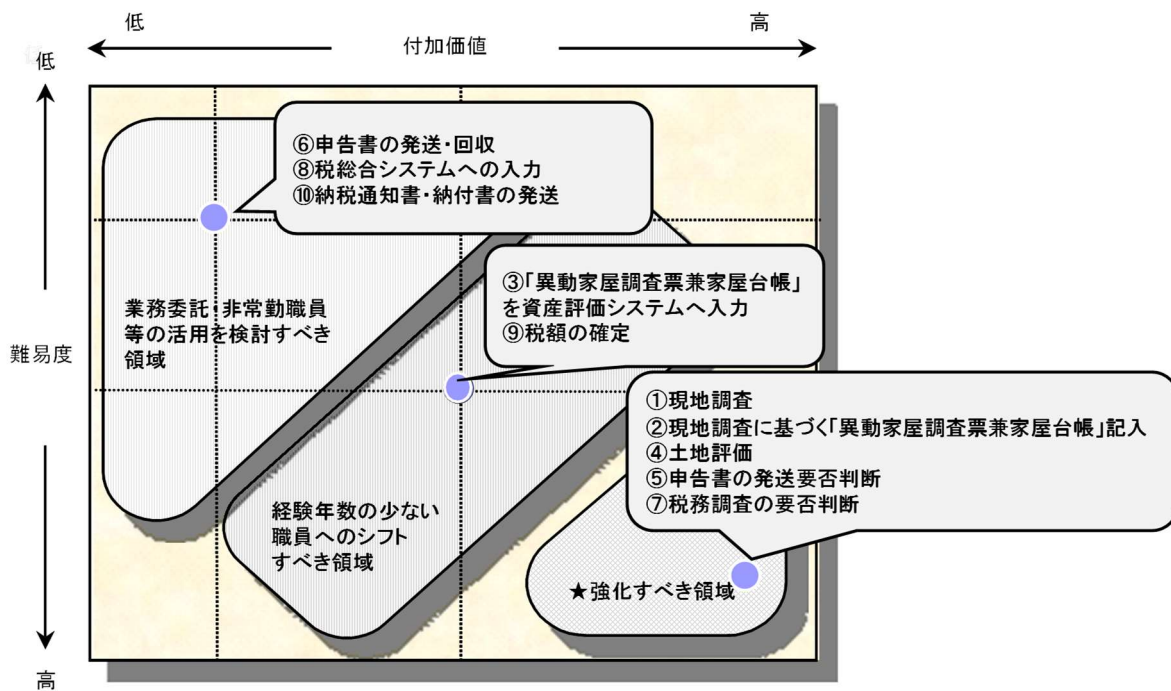 低
高
付加価値
低
⑥申告書の発送・回収
⑧税総合システムへの入力
⑩納税通知書・納付書の発送
業務委託・非常勤職員
等の活用を検討すべき
領域
③「異動家屋調査票兼家屋台帳」
を資産評価システムへ入力
⑨税額の確定
難易度
①現地調査
②現地調査に基づく「異動家屋調査票兼家屋台帳」記入
④土地評価
⑤申告書の発送要否判断
⑦税務調査の要否判断
経験年数の少ない
職員へのシフト
すべき領域
★強化すべき領域
高